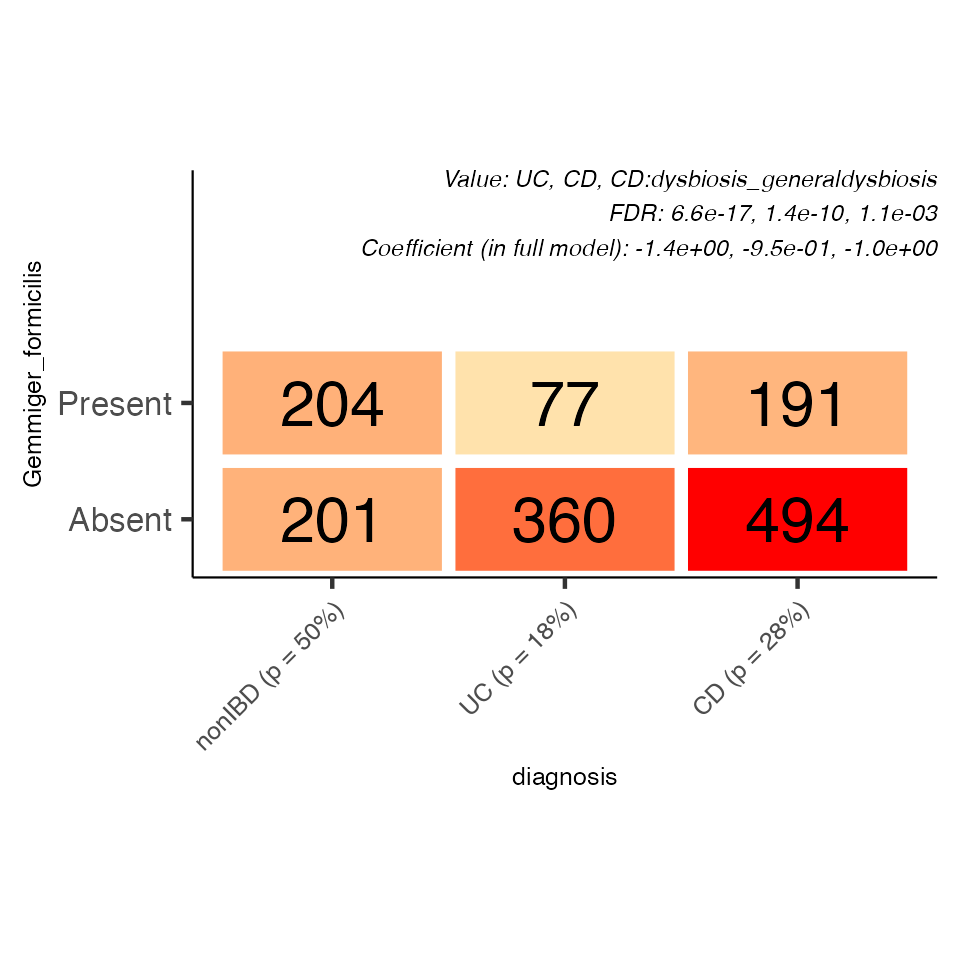 Value: UC, CD, CD:dysbiosis_generaldysbiosis
FDR: 6.6e-17, 1.4e-10, 1.1e-03
Coefficient (in full model): -1.4e+00, -9.5e-01, -1.0e+00
Gemmiger_formicilis
Present
204
77
191
Absent
201
360
494
nonIBD (p = 50%)
UC (p = 18%)
CD (p = 28%)
diagnosis